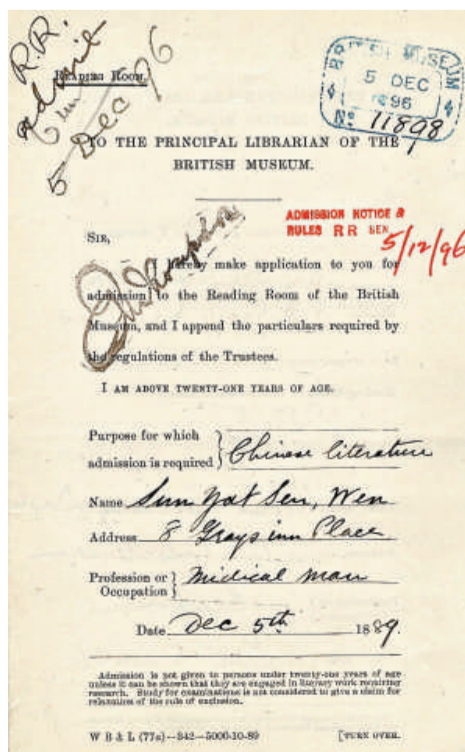 R.R.
admit
6 m
5 Dec 96
READING ROOM.
BRITISH MUSEUM
5 DEC
96
No 11898
TO THE PRINCIPAL LIBRARIAN OF THE
BRITISH MUSEUM.
ADMISSION NOTICE &
RULES RR SEN
5/12/96
SIR,
I hereby make application to you for
admission to the Reading Room of the British
Museum, and I append the particulars required by
the regulations of the Trustees.
I AM ABOVE TWENTY-ONE YEARS OF AGE.
Purpose for which
admission is required } Chinese literature
Name Sun Yat Sen, Wen
Address 8 Grays inn Place
Profession or
Occupation } Medical man
Date Dec 5th 1889.
Admission is not given to persons under twenty-one years of age
unless it can be shown that they are engaged in literary work requiring
research. Study for examinations is not considered to give a claim for
relaxation of the rule of exclusion.
W B & L (77s)—342—5000-10-89 [TURN OVER.